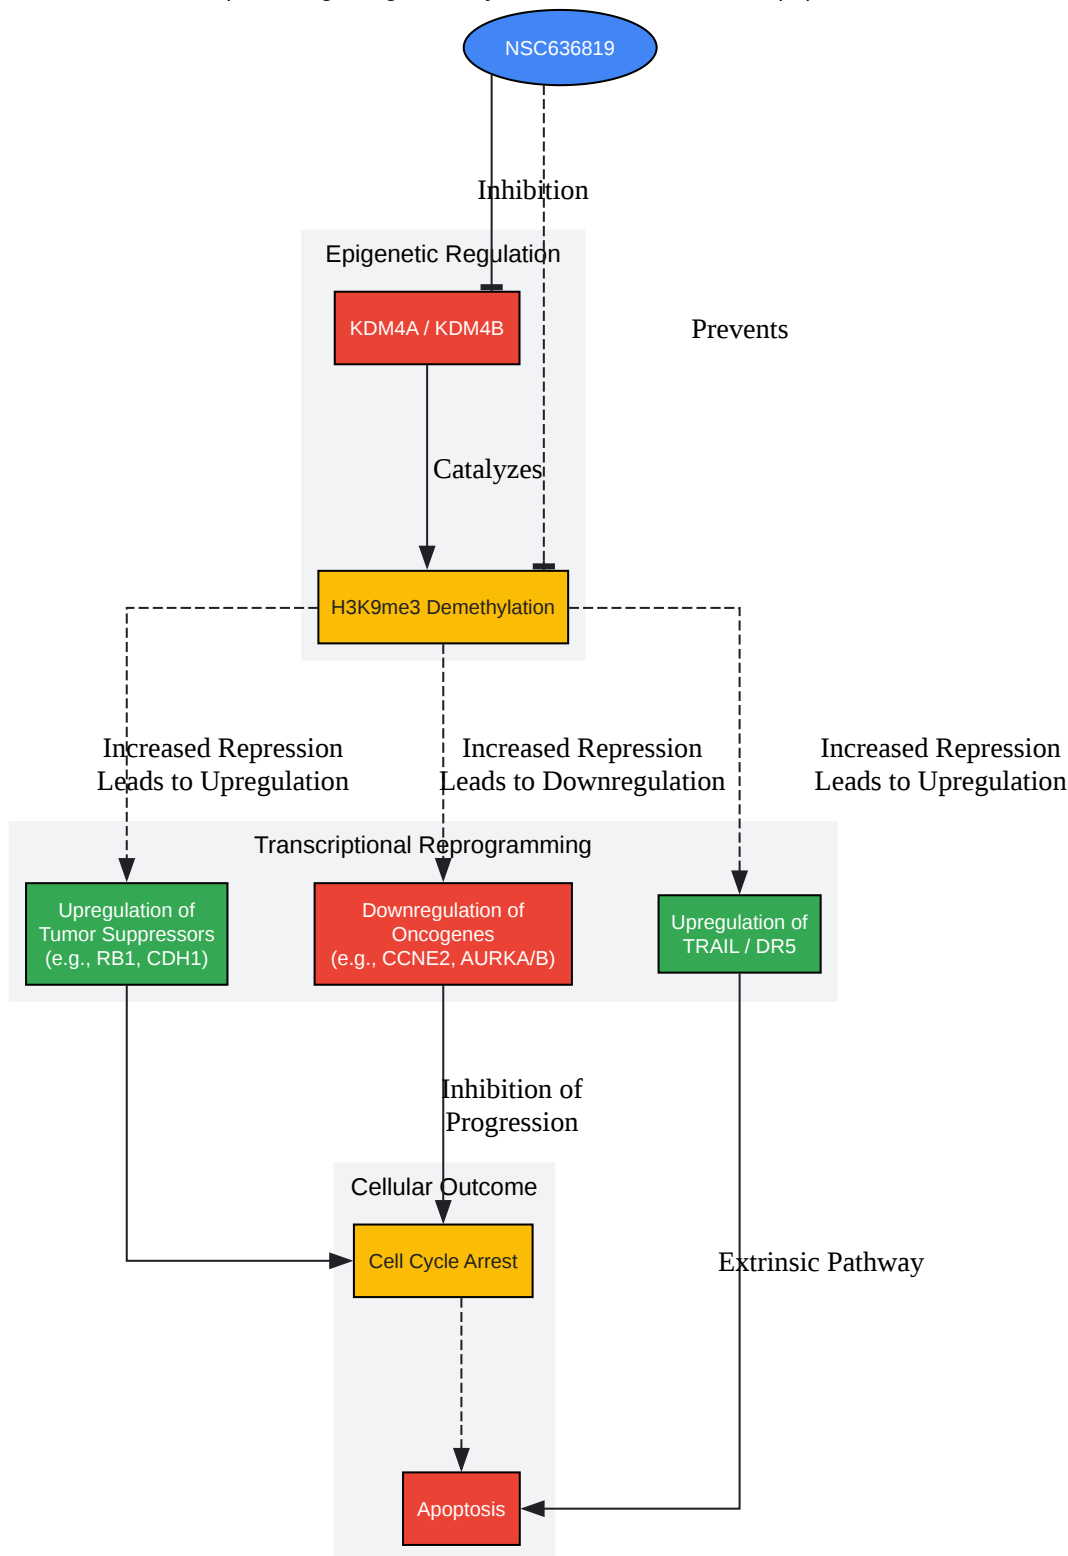 NSC636819
Inhibition
Epigenetic Regulation
KDM4A / KDM4B
Prevents
Catalyzes
H3K9me3 Demethylation
Increased Repression
Leads to Upregulation
Increased Repression
Leads to Downregulation
Increased Repression
Leads to Upregulation
Transcriptional Reprogramming
Upregulation of
Tumor Suppressors
(e.g., RB1, CDH1)
Downregulation of
Oncogenes
(e.g., CCNE2, AURKA/B)
Upregulation of
TRAIL / DR5
Inhibition of
Progression
Cellular Outcome
Cell Cycle Arrest
Extrinsic Pathway
Apoptosis